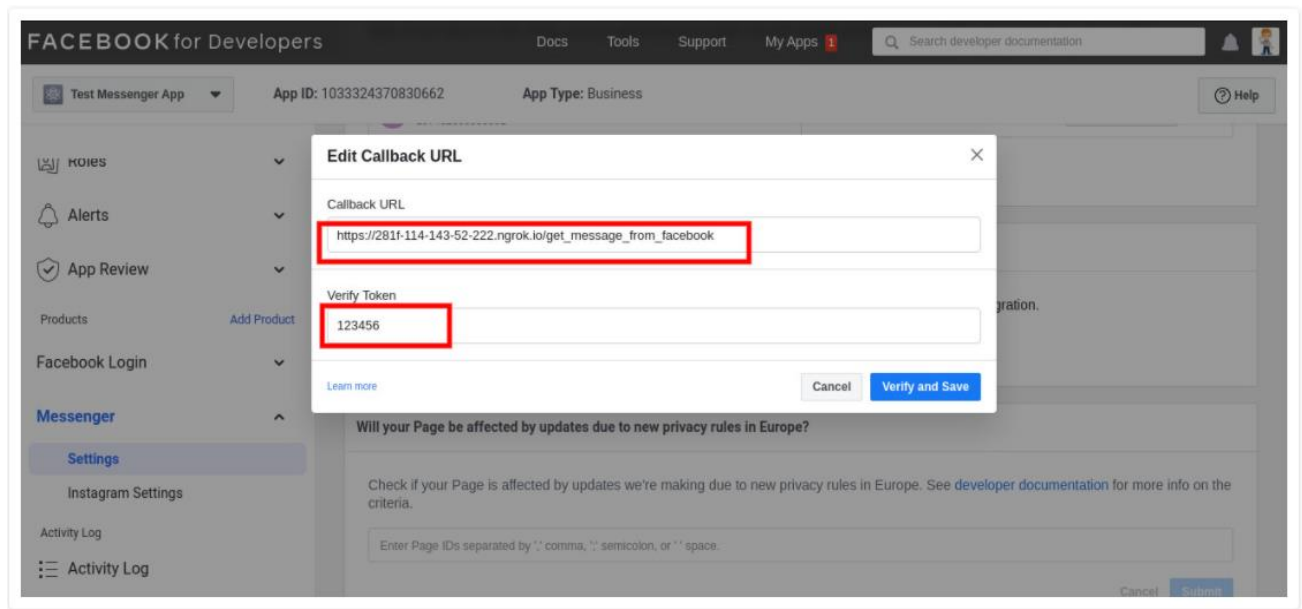 FACEBOOK for Developers
Docs Tools Support My Apps 1 Search developer documentation
Test Messenger App App ID: 1033324370830662 App Type: Business Help
Roles
Alerts
App Review
Products Add Product
Facebook Login
Messenger
Settings
Instagram Settings
Activity Log
Activity Log
Edit Callback URL
Callback URL
https://281f-114-143-52-222.ngrok.io/get_message_from_facebook
Verify Token
123456
Learn more Cancel Verify and Save
gration.
Will your Page be affected by updates due to new privacy rules in Europe?
Check if your Page is affected by updates we're making due to new privacy rules in Europe. See developer documentation for more info on the
criteria.
Enter Page IDs separated by ',' comma, ';' semicolon, or ' ' space.
Cancel Submit